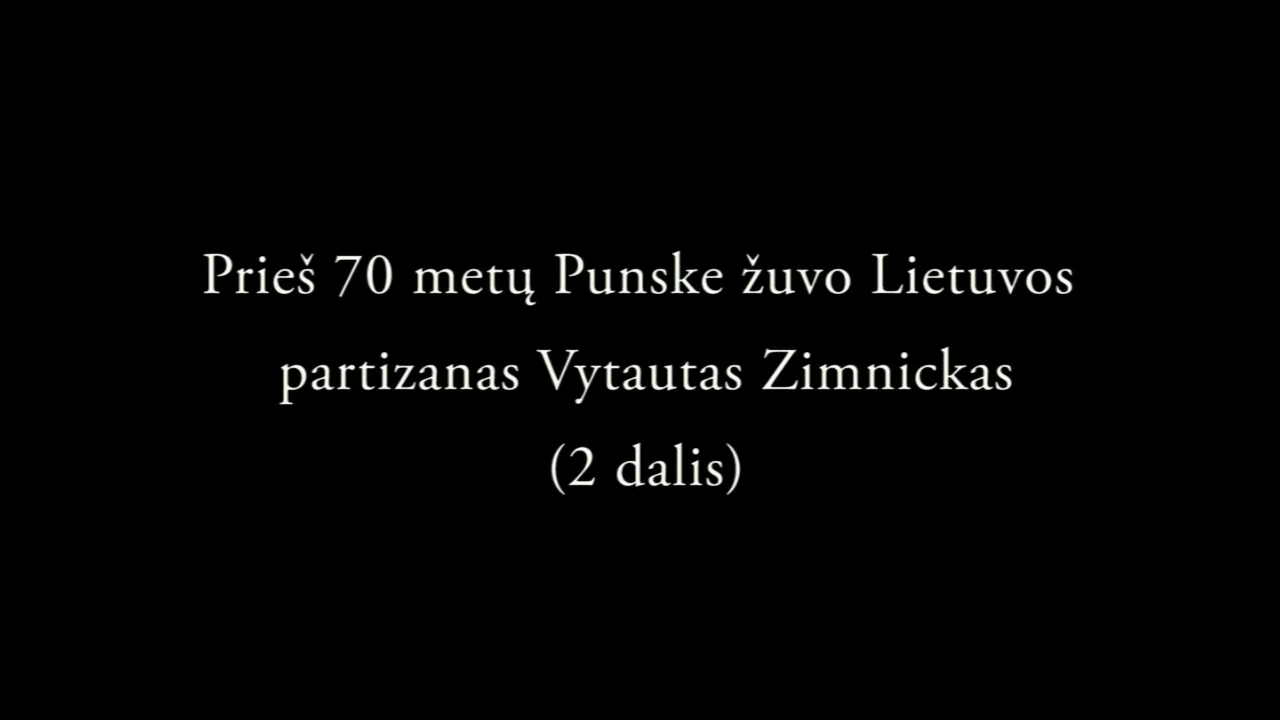 Prieš 70 metų Punske žuvo Lietuvos
partizanas Vytautas Zimnickas
(2 dalis)